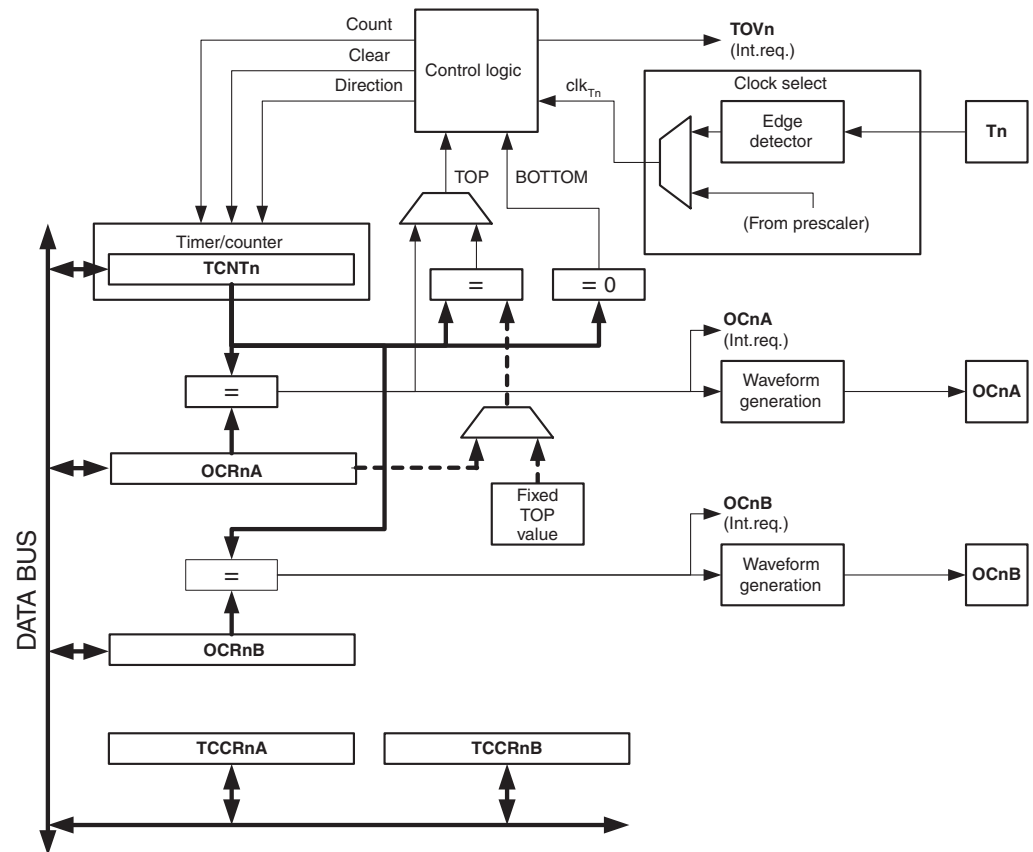 Count
TOVn
(Int.req.)
Clear
Control logic
Clock select
Direction
clkTn
Edge
detector
Tn
TOP
BOTTOM
(From prescaler)
Timer/counter
TCNTn
=
= 0
OCnA
(Int.req.)
=
Waveform
generation
OCnA
OCRnA
Fixed
TOP
value
OCnB
(Int.req.)
=
Waveform
generation
OCnB
DATA BUS
OCRnB
TCCRnA
TCCRnB